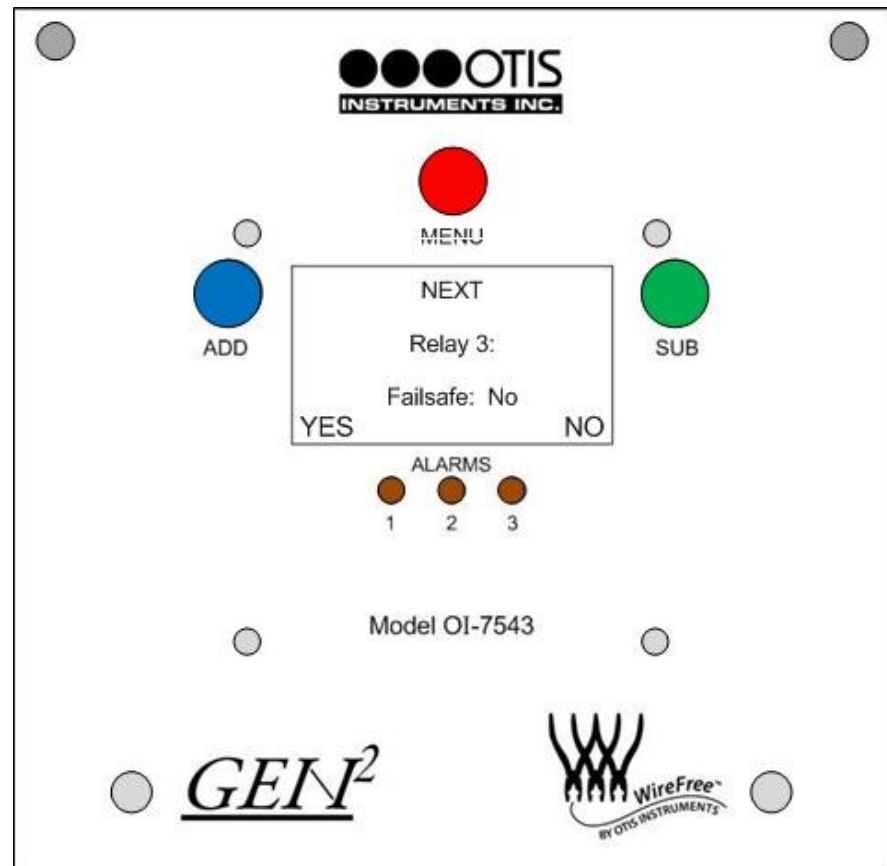 OTIS
INSTRUMENTS INC.
MENU
NEXT
ADD
Relay 3:
SUB
Failsafe: No
YES NO
ALARMS
1 2 3
Model OI-7543
GEN2
WireFree™
BY OTIS INSTRUMENTS